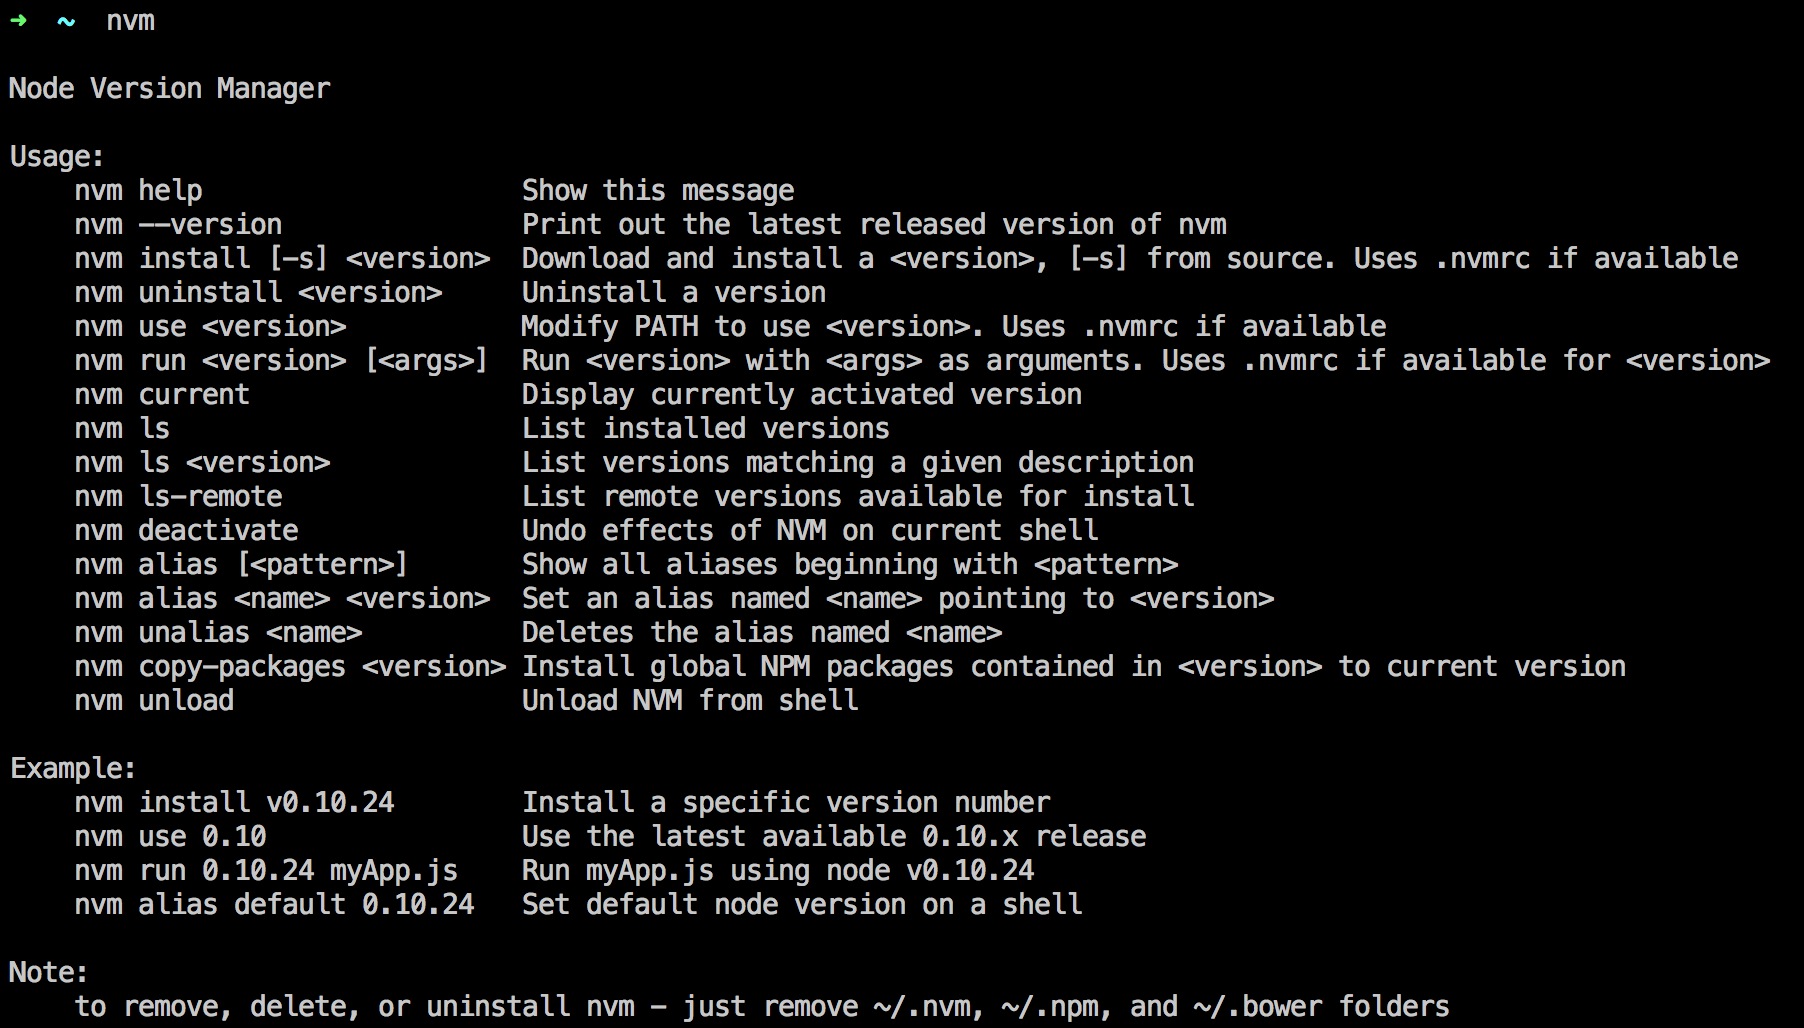 ➜ ~ nvm
Node Version Manager
Usage:
nvm help Show this message
nvm --version Print out the latest released version of nvm
nvm install [-s] <version> Download and install a <version>, [-s] from source. Uses .nvmrc if available
nvm uninstall <version> Uninstall a version
nvm use <version> Modify PATH to use <version>. Uses .nvmrc if available
nvm run <version> [<args>] Run <version> with <args> as arguments. Uses .nvmrc if available for <version>
nvm current Display currently activated version
nvm ls List installed versions
nvm ls <version> List versions matching a given description
nvm ls-remote List remote versions available for install
nvm deactivate Undo effects of NVM on current shell
nvm alias [<pattern>] Show all aliases beginning with <pattern>
nvm alias <name> <version> Set an alias named <name> pointing to <version>
nvm unalias <name> Deletes the alias named <name>
nvm copy-packages <version> Install global NPM packages contained in <version> to current version
nvm unload Unload NVM from shell
Example:
nvm install v0.10.24 Install a specific version number
nvm use 0.10 Use the latest available 0.10.x release
nvm run 0.10.24 myApp.js Run myApp.js using node v0.10.24
nvm alias default 0.10.24 Set default node version on a shell
Note:
to remove, delete, or uninstall nvm - just remove ~/.nvm, ~/.npm, and ~/.bower folders